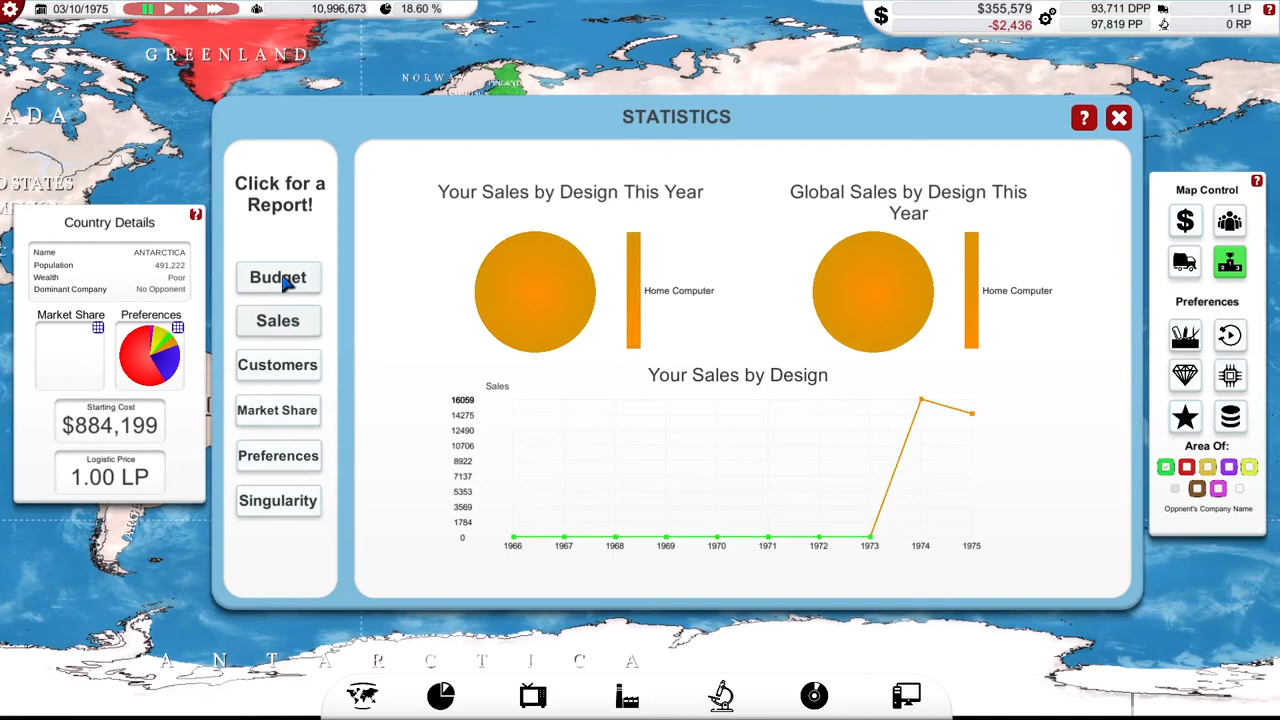 03/10/1975
10,996,673
18.60 %
$355,579
-$2,436
93,711 DPP
97,819 PP
1 LP
0 RP
?
GREENLAND
NORWA
FINLAND
ADA
D STATES
STATISTICS
? 
Click for a
Report!
Budget
Sales
Customers
Market Share
Preferences
Singularity
Your Sales by Design This Year
Home Computer
Global Sales by Design This
Year
Home Computer
Your Sales by Design
Sales
16059
14275
12490
10706
8922
7137
5353
3569
1784
0
1966 1967 1968 1969 1970 1971 1972 1973 1974 1975
Country Details
?
Name ANTARCTICA
Population 491,222
Wealth Poor
Dominant Company No Opponent
Market Share Preferences
Starting Cost
$884,199
Logistic Price
1.00 LP
?
Map Control
$
Preferences
Area Of:
Oppnent's Company Name
ANTARCTICA